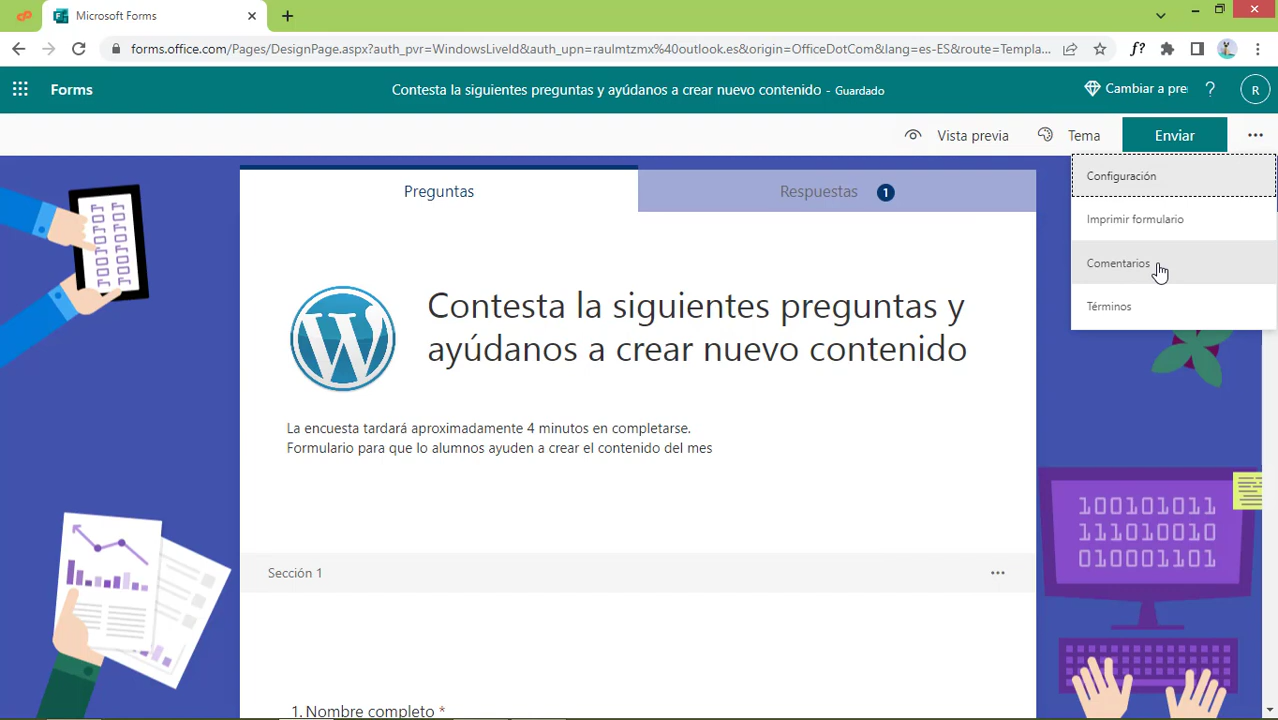 Microsoft Forms
forms.office.com/Pages/DesignPage.aspx?auth_pvr=WindowsLiveId&auth_upn=raulmtzmx%40outlook.es&origin=OfficeDotCom&lang=es-ES&route=Templa...
f?
Forms
Contesta la siguientes preguntas y ayúdanos a crear nuevo contenido - Guardado
Cambiar a pre
?
R
Vista previa
Tema
Enviar
Configuración
Imprimir formulario
Comentarios
Términos
Preguntas
Respuestas 1
W
Contesta la siguientes preguntas y
ayúdanos a crear nuevo contenido
La encuesta tardará aproximadamente 4 minutos en completarse.
Formulario para que lo alumnos ayuden a crear el contenido del mes
100101011
111010010
010001101
Sección 1
1. Nombre completo *